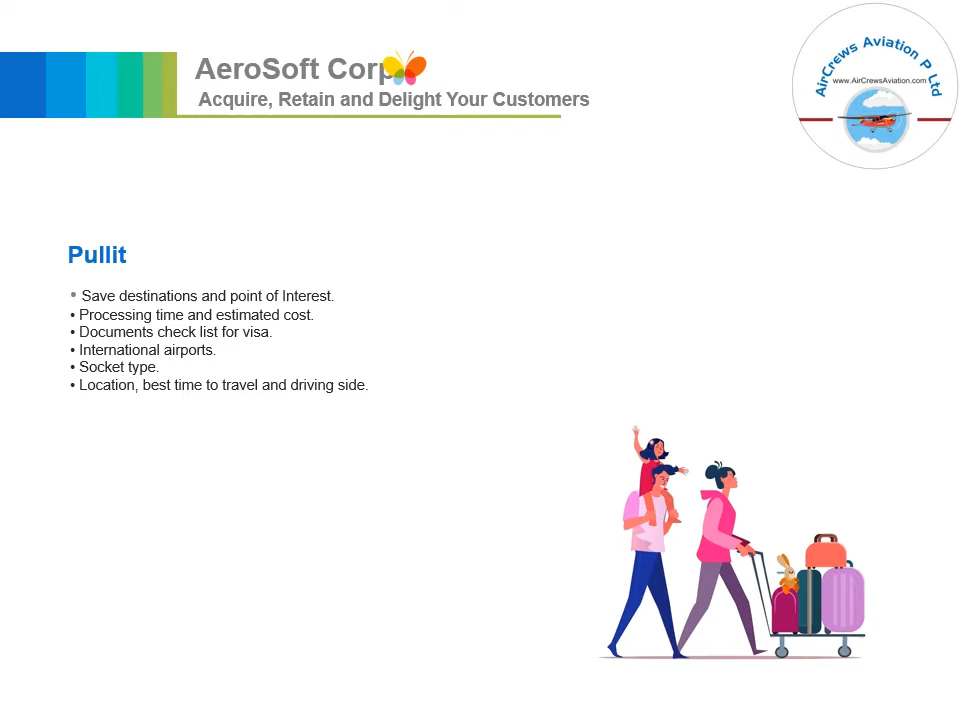 AeroSoft Corp
Acquire, Retain and Delight Your Customers
AirCrews Aviation P Ltd
www.AirCrewsAviation.com
Pullit
• Save destinations and point of Interest.
• Processing time and estimated cost.
• Documents check list for visa.
• International airports.
• Socket type.
• Location, best time to travel and driving side.